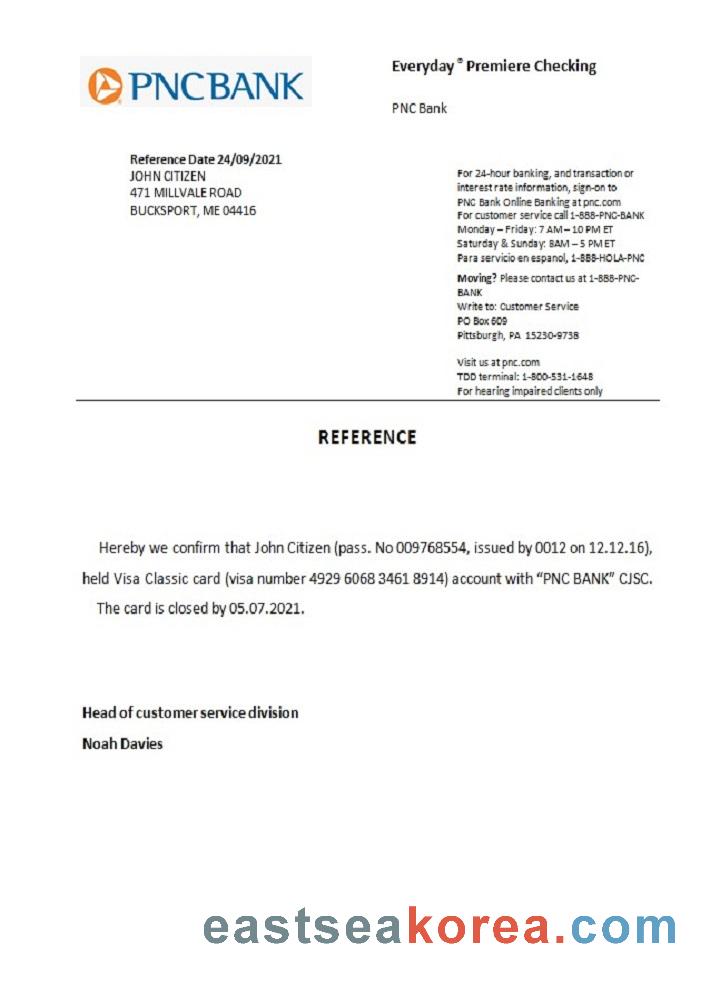 PNCBANK
Everyday ® Premiere Checking
PNC Bank
Reference Date 24/09/2021
JOHN CITIZEN
471 MILLVALE ROAD
BUCKSPORT, ME 04416
For 24-hour banking, and transaction or
interest rate information, sign-on to
PNC Bank Online Banking at pnc.com
For customer service call 1-888-PNC-BANK
Monday – Friday: 7 AM – 10 PM ET
Saturday & Sunday: 8AM – 5 PM ET
Para servicio en espanol, 1-888-HOLA-PNC
Moving? Please contact us at 1-888-PNC-
BANK
Write to: Customer Service
PO Box 609
Pittsburgh, PA 15230-9738
Visit us at pnc.com
TDD terminal: 1-800-531-1648
For hearing impaired clients only
REFERENCE
Hereby we confirm that John Citizen (pass. No 009768554, issued by 0012 on 12.12.16),
held Visa Classic card (visa number 4929 6068 3461 8914) account with “PNC BANK” CJSC.
The card is closed by 05.07.2021.
Head of customer service division
Noah Davies
eastseakorea.com